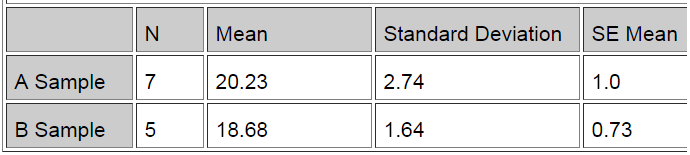 N Mean Standard Deviation SE Mean
A Sample 7 20.23 2.74 1.0
B Sample 5 18.68 1.64 0.73